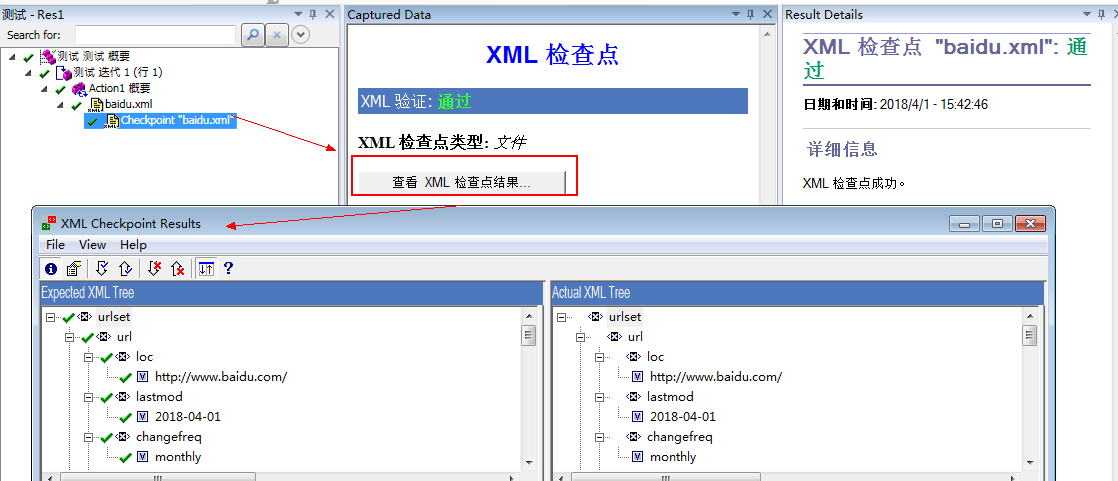 测试 - Res1
Search for:
测试 测试 概要
测试 迭代 1 (行 1)
Action1 概要
baidu.xml
Checkpoint "baidu.xml"
Captured Data
XML 检查点
XML 验证: 通过
XML 检查点类型: 文件
查看 XML 检查点结果...
Result Details
XML 检查点 "baidu.xml": 通
过
日期和时间: 2018/4/1 - 15:42:46
详细信息
XML 检查点成功。
XML Checkpoint Results
File View Help
Expected XML Tree
urlset
url
loc
http://www.baidu.com/
lastmod
2018-04-01
changefreq
monthly
Actual XML Tree
urlset
url
loc
http://www.baidu.com/
lastmod
2018-04-01
changefreq
monthly